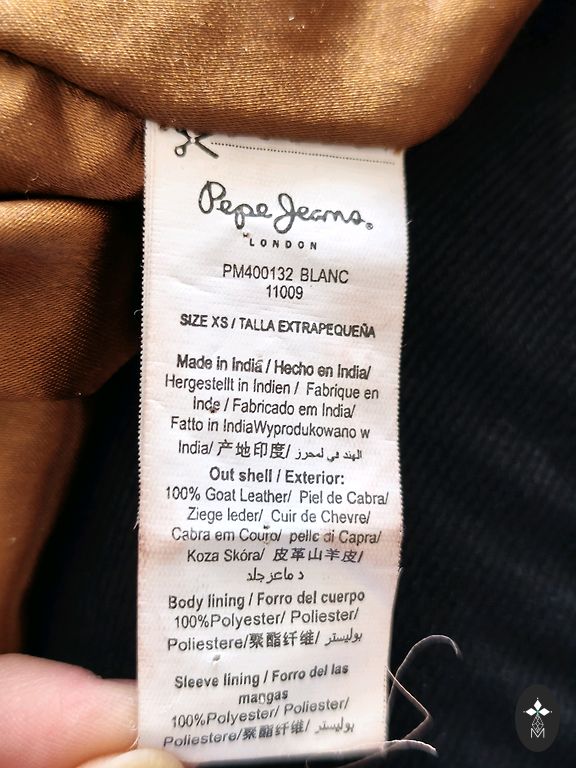 Pepe Jeans®
LONDON
PM400132 BLANC
11009
SIZE XS / TALLA EXTRAPEQUEÑA
Made in India / Hecho en India/
Hergestellt in Indien / Fabrique en
Inde / Fabricado em India/
Fatto in IndiaWyprodukowano w
India/ 产地印度/ الهند في لمحرز
Out shell / Exterior:
100% Goat Leather/ Piel de Cabra/
Ziege leder/ Cuir de Chevre/
Cabra em Couro/ pelle di Capra/
Koza Skóra/ 皮革山羊皮/
د ماعز جلد
Body lining / Forro del cuerpo
100%Polyester/ Poliester/
Poliestere/聚酯纤维/ بوليستر
Sleeve lining / Forro del las
mangas
100%Polyester/ Poliester/
Poliestere/聚酯纤维/ بوليستر
M